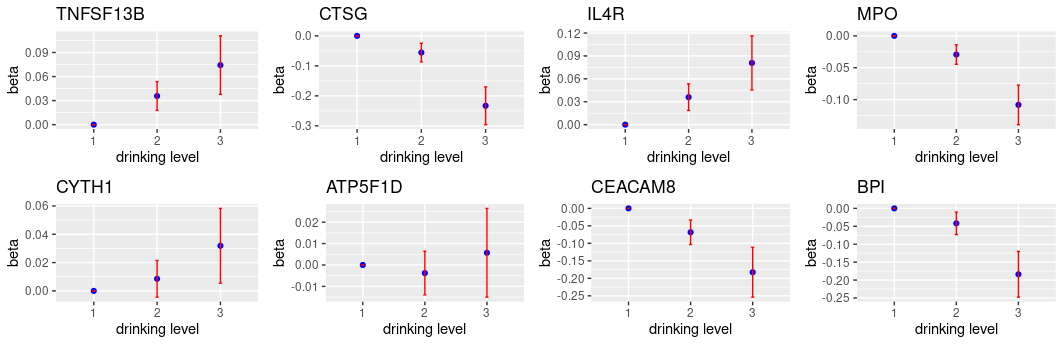 TNFSF13B
0.09
0.06
0.03
0.00
beta
1 2 3
drinking level
CTSG
0.0
-0.1
-0.2
-0.3
beta
1 2 3
drinking level
IL4R
0.12
0.09
0.06
0.03
0.00
beta
1 2 3
drinking level
MPO
0.00
-0.05
-0.10
beta
1 2 3
drinking level
CYTH1
0.06
0.04
0.02
0.00
beta
1 2 3
drinking level
ATP5F1D
0.02
0.01
0.00
-0.01
beta
1 2 3
drinking level
CEACAM8
0.00
-0.05
-0.10
-0.15
-0.20
-0.25
beta
1 2 3
drinking level
BPI
0.00
-0.05
-0.10
-0.15
-0.20
-0.25
beta
1 2 3
drinking level